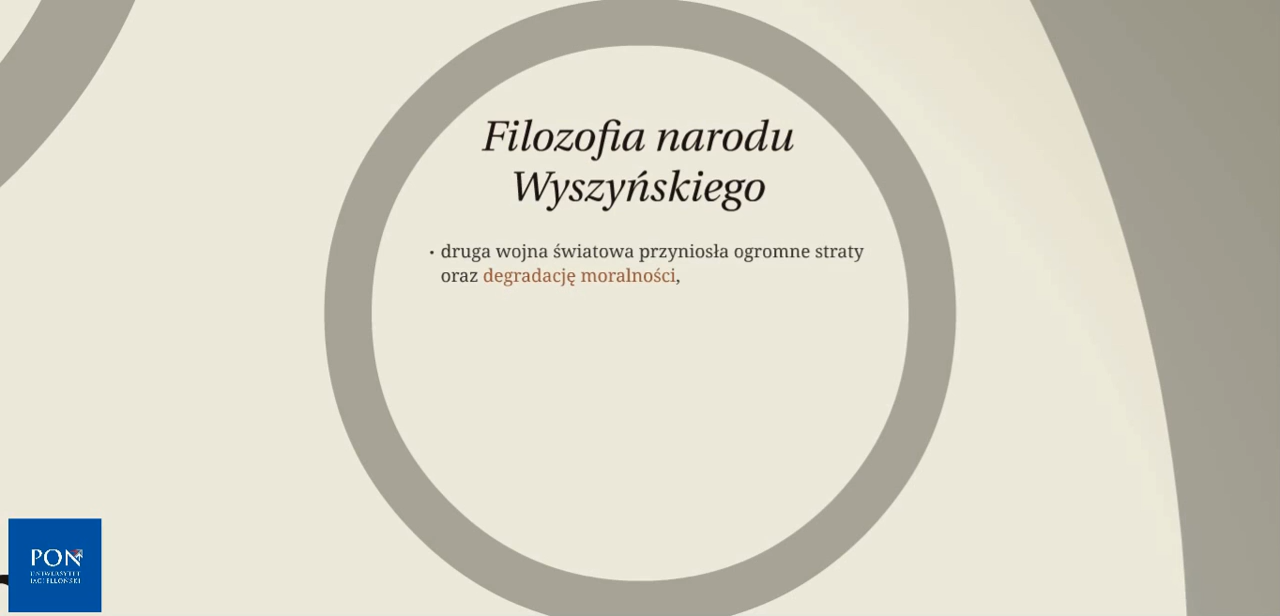 Filozofia narodu
Wyszyńskiego
• druga wojna światowa przyniosła ogromne straty
oraz degradację moralności,
PON
UNIWERSYTET
JAGIELLOŃSKI